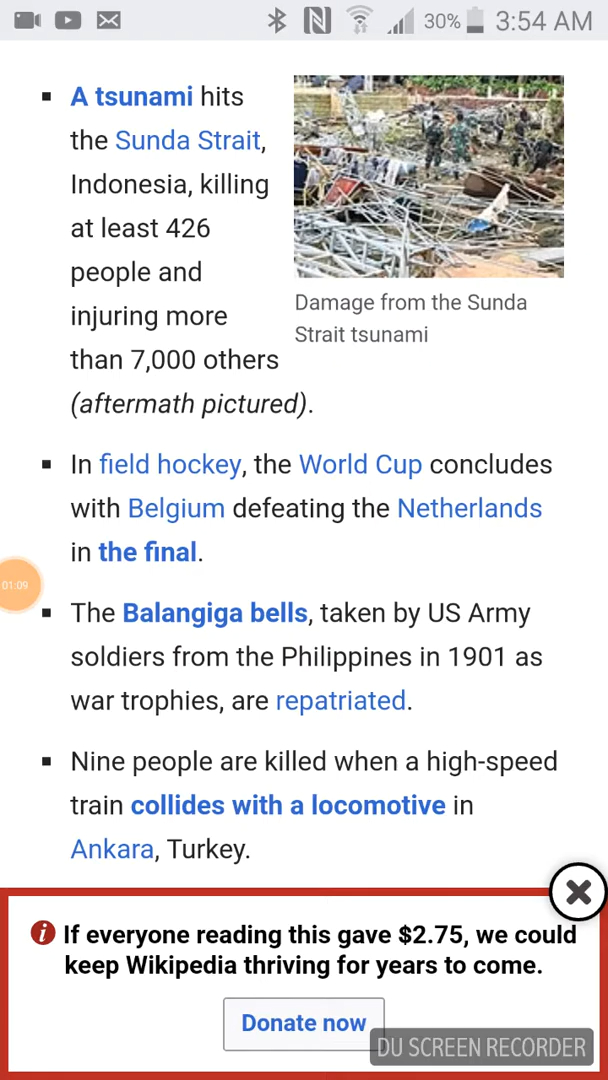 30% 3:54 AM
A tsunami hits
the Sunda Strait,
Indonesia, killing
at least 426
people and
injuring more
than 7,000 others
(aftermath pictured).
Damage from the Sunda
Strait tsunami
In field hockey, the World Cup concludes
with Belgium defeating the Netherlands
in the final.
01:09
The Balangiga bells, taken by US Army
soldiers from the Philippines in 1901 as
war trophies, are repatriated.
Nine people are killed when a high-speed
train collides with a locomotive in
Ankara, Turkey.
If everyone reading this gave $2.75, we could
keep Wikipedia thriving for years to come.
Donate now
DU SCREEN RECORDER